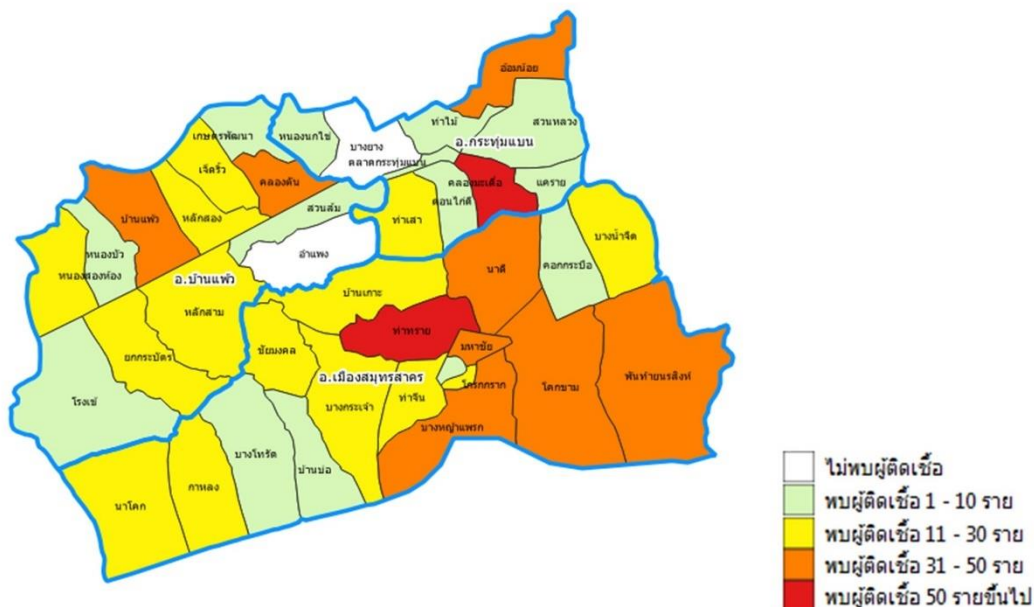 อ้อมน้อย
ท่าไม้
สวนหลวง
เกษตรพัฒนา
หนองนกไข่
อ.กระทุ่มแบน
บางยาง
ตลาดกระทุ่มแบน
เจ็ดริ้ว
คลองตัน
คลองมะเดื่อ
แคราย
ดอนไก่ดี
สวนส้ม
บ้านแพ้ว
หลักสอง
ท่าเสา
บางน้ำจืด
หนองบัว
อำแพง
นาดี
คอกกระบือ
หนองสองห้อง
อ.บ้านแพ้ว
บ้านเกาะ
หลักสาม
ท่าทราย
ยกกระบัตร
ชัยมงคล
มหาชัย
อ.เมืองสมุทรสาคร
พันท้ายนรสิงห์
โกรกกราก
โคกขาม
ท่าจีน
โรงเข้
บางกระเจ้า
บางหญ้าแพรก
บางโทรัด
บ้านบ่อ
กาหลง
นาโคก
ไม่พบผู้ติดเชื้อ
พบผู้ติดเชื้อ 1 - 10 ราย
พบผู้ติดเชื้อ 11 - 30 ราย
พบผู้ติดเชื้อ 31 - 50 ราย
พบผู้ติดเชื้อ 50 รายขึ้นไป